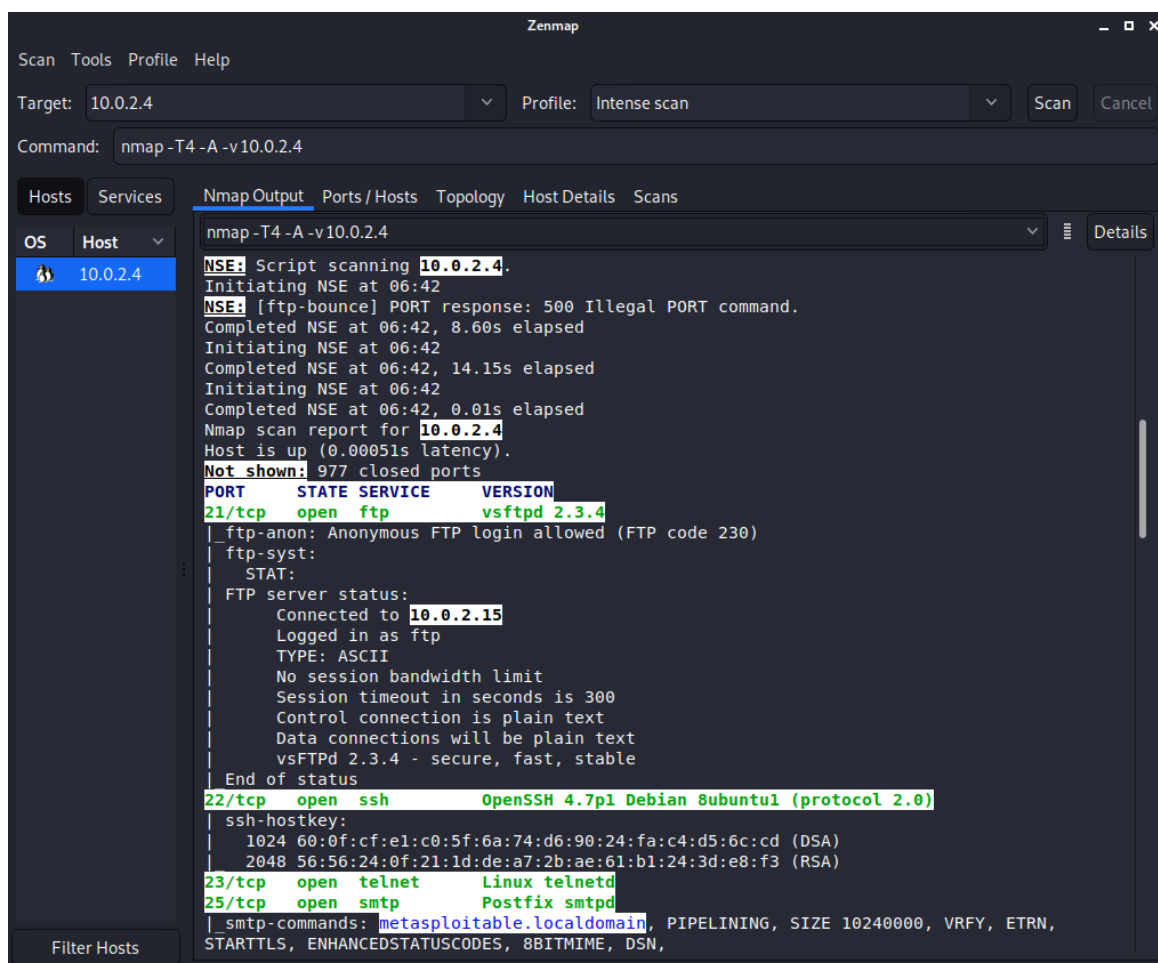 Zenmap
Scan Tools Profile Help
Target: 10.0.2.4 Profile: Intense scan Scan Cancel
Command: nmap -T4 -A -v 10.0.2.4
Hosts Services Nmap Output Ports / Hosts Topology Host Details Scans
nmap -T4 -A -v 10.0.2.4 Details
OS Host
10.0.2.4
NSE: Script scanning 10.0.2.4.
Initiating NSE at 06:42
NSE: [ftp-bounce] PORT response: 500 Illegal PORT command.
Completed NSE at 06:42, 8.60s elapsed
Initiating NSE at 06:42
Completed NSE at 06:42, 14.15s elapsed
Initiating NSE at 06:42
Completed NSE at 06:42, 0.01s elapsed
Nmap scan report for 10.0.2.4
Host is up (0.00051s latency).
Not shown: 977 closed ports
PORT STATE SERVICE VERSION
21/tcp open ftp vsftpd 2.3.4
|_ftp-anon: Anonymous FTP login allowed (FTP code 230)
| ftp-syst:
|   STAT:
| FTP server status:
|      Connected to 10.0.2.15
|      Logged in as ftp
|      TYPE: ASCII
|      No session bandwidth limit
|      Session timeout in seconds is 300
|      Control connection is plain text
|      Data connections will be plain text
|      vsFTPd 2.3.4 - secure, fast, stable
|_End of status
22/tcp open ssh OpenSSH 4.7p1 Debian 8ubuntu1 (protocol 2.0)
| ssh-hostkey:
|   1024 60:0f:cf:e1:c0:5f:6a:74:d6:90:24:fa:c4:d5:6c:cd (DSA)
|_  2048 56:56:24:0f:21:1d:de:a7:2b:ae:61:b1:24:3d:e8:f3 (RSA)
23/tcp open telnet Linux telnetd
25/tcp open smtp Postfix smtpd
|_smtp-commands: metasploitable.localdomain, PIPELINING, SIZE 10240000, VRFY, ETRN,
STARTTLS, ENHANCEDSTATUSCODES, 8BITMIME, DSN,
Filter Hosts